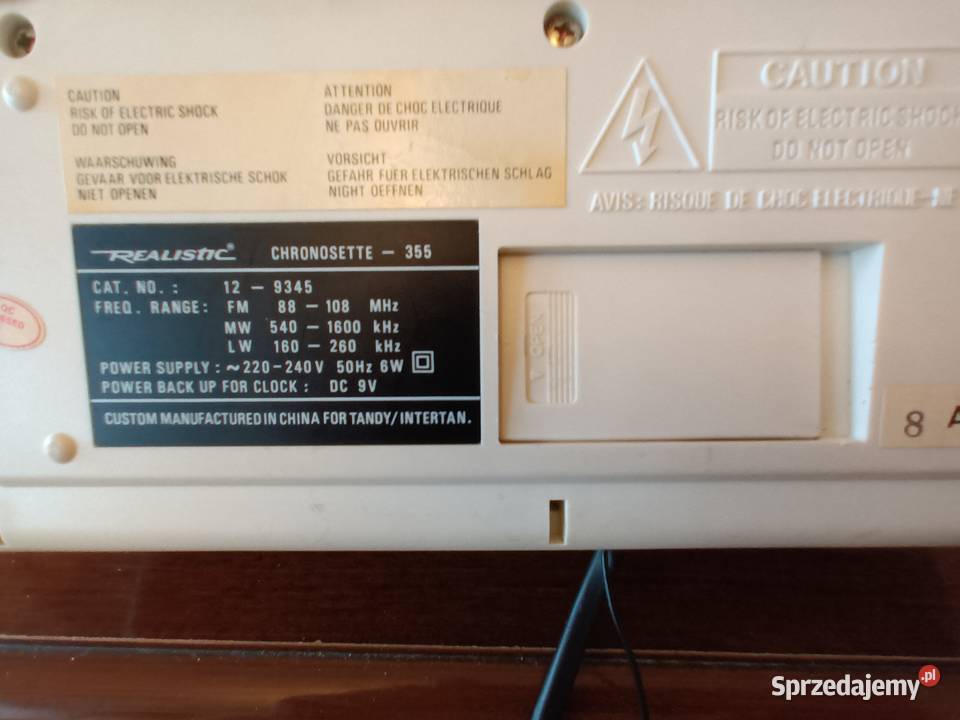 CAUTION
RISK OF ELECTRIC SHOCK
DO NOT OPEN
ATTENTION
DANGER DE CHOC ELECTRIQUE
NE PAS OUVRIR
WAARSCHUWING
GEVAAR VOOR ELEKTRISCHE SCHOK
NIET OPENEN
VORSICHT
GEFAHR FUER ELEKTRISCHEN SCHLAG
NIGHT OEFFNEN
CAUTION
RISK OF ELECTRIC SHOCK
DO NOT OPEN
AVIS: RISQUE DE CHOC ELECTRIQUE-NE
REALISTIC® CHRONOSETTE - 355
CAT. NO. : 12 - 9345
FREQ. RANGE: FM 88 - 108 MHz
MW 540 - 1600 kHz
LW 160 - 260 kHz
POWER SUPPLY : ~220-240V 50Hz 6W
POWER BACK UP FOR CLOCK : DC 9V
CUSTOM MANUFACTURED IN CHINA FOR TANDY/INTERTAN.
OPEN
8 A
Sprzedajemy.pl